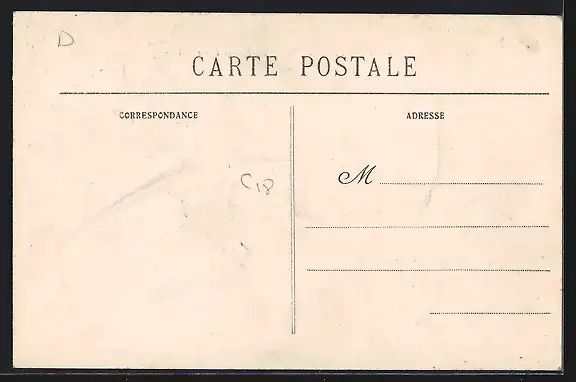 D
CARTE POSTALE
CORRESPONDANCE
ADRESSE
M
C18